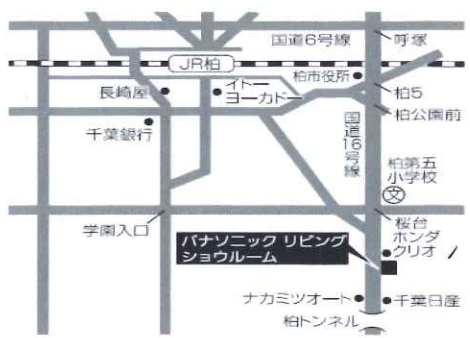 国道6号線
呼塚
JR柏
柏市役所
長崎屋
イトー
ヨーカドー
柏5
柏公園前
千葉銀行
国道16号線
柏第五
小学校
文
学園入口
桜台
パナソニック リビング
ショウルーム
ホンダ
クリオ
ナカミツオート
千葉日産
柏トンネル